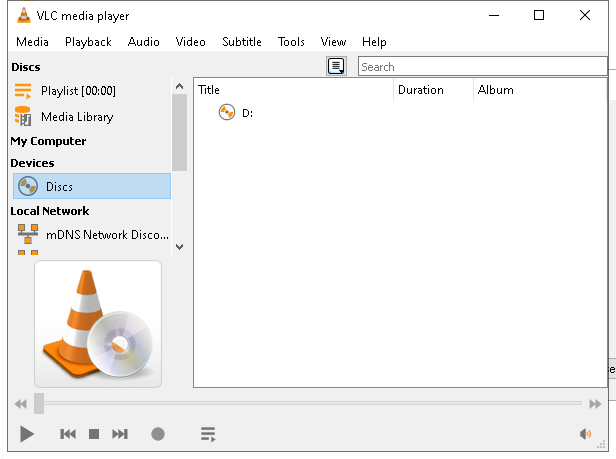 VLC media player
Media Playback Audio Video Subtitle Tools View Help
Discs
Search
Playlist [00:00]
Media Library
My Computer
Devices
Discs
Local Network
mDNS Network Disco...
Title Duration Album
D: